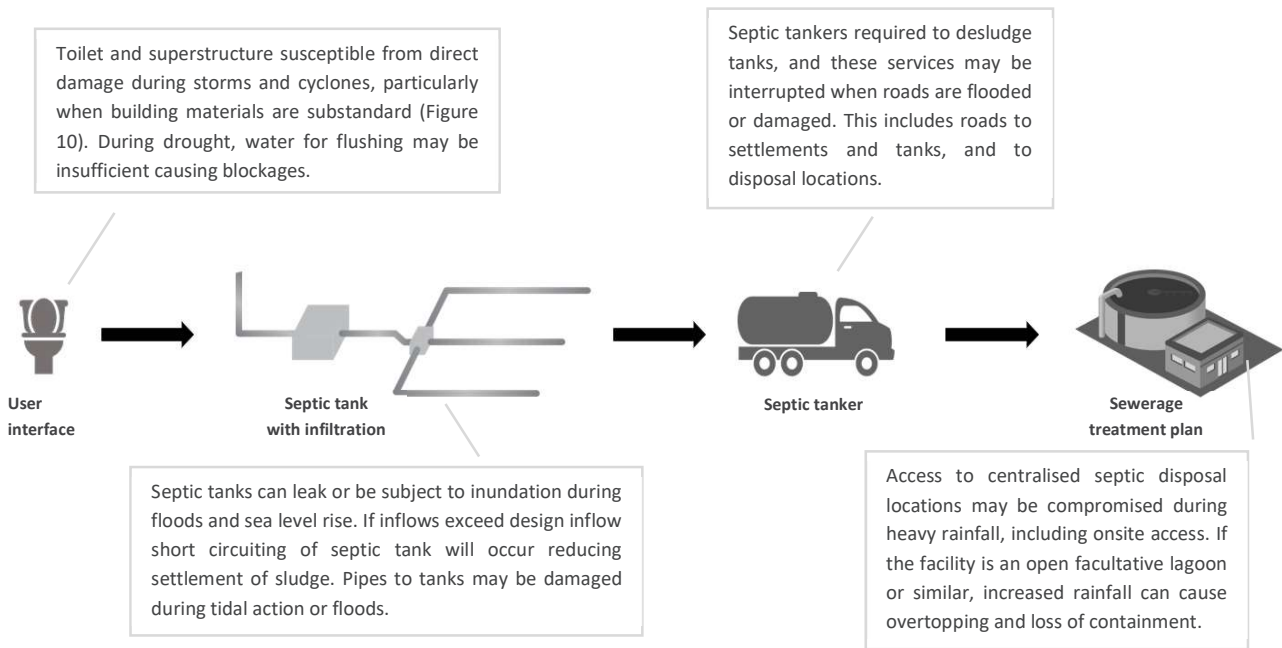 Toilet and superstructure susceptible from direct
damage during storms and cyclones, particularly
when building materials are substandard (Figure
10). During drought, water for flushing may be
insufficient causing blockages.
Septic tankers required to desludge
tanks, and these services may be
interrupted when roads are flooded
or damaged. This includes roads to
settlements and tanks, and to
disposal locations.
User
interface
Septic tank
with infiltration
Septic tanker
Sewerage
treatment plan
Septic tanks can leak or be subject to inundation during
floods and sea level rise. If inflows exceed design inflow
short circuiting of septic tank will occur reducing
settlement of sludge. Pipes to tanks may be damaged
during tidal action or floods.
Access to centralised septic disposal
locations may be compromised during
heavy rainfall, including onsite access. If
the facility is an open facultative lagoon
or similar, increased rainfall can cause
overtopping and loss of containment.